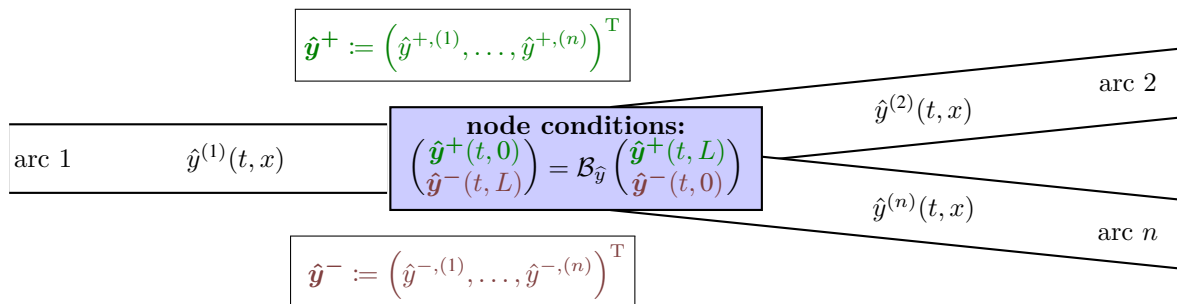 ŷ⁺ := (ŷ^{+,(1)}, …, ŷ^{+,(n)})^T
arc 2
ŷ^{(2)}(t, x)
node conditions:
arc 1 ŷ^{(1)}(t, x)
(ŷ⁺(t, 0) ŷ⁻(t, L)) = 𝓑_ŷ (ŷ⁺(t, L) ŷ⁻(t, 0))
ŷ^{(n)}(t, x)
arc n
ŷ⁻ := (ŷ^{-,(1)}, …, ŷ^{-,(n)})^T